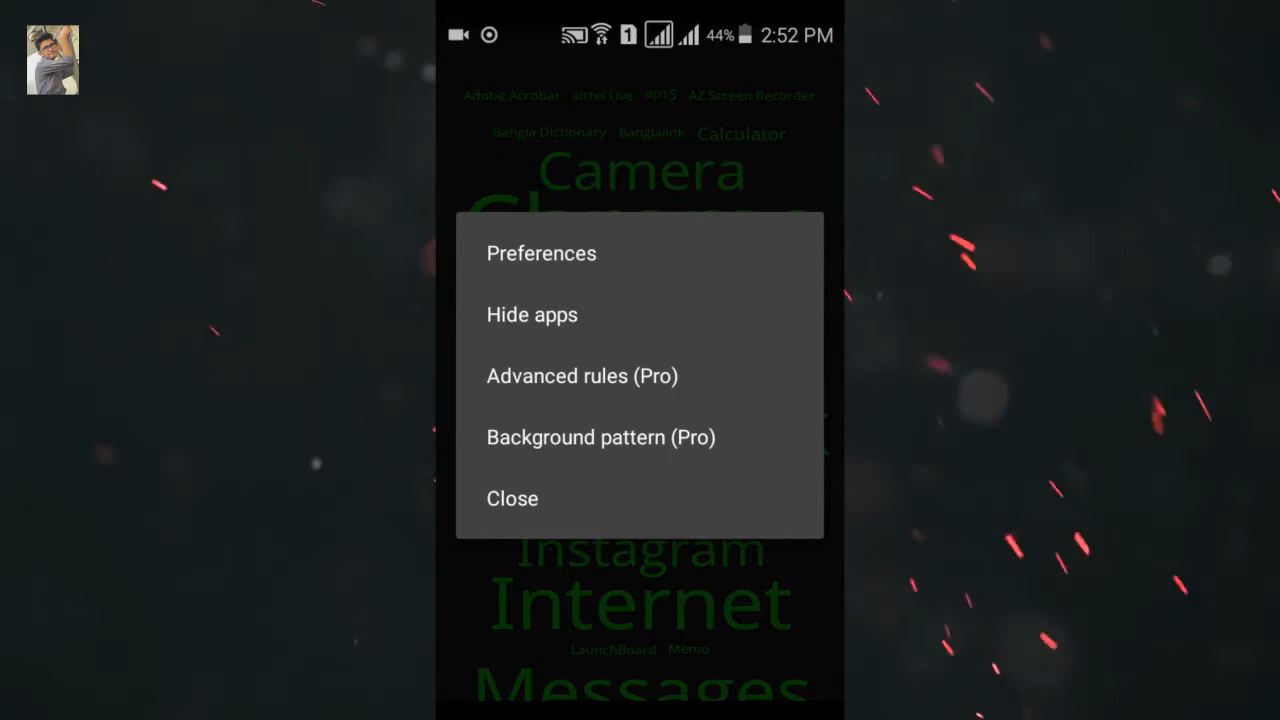 1 44% 2:52 PM
Adobe Acrobat airtel Live ap15 AZ Screen Recorder
Bangla Dictionary Banglalink Calculator
Camera
Preferences
Hide apps
Advanced rules (Pro)
Background pattern (Pro)
Close
Instagram
Internet
LaunchBoard Memo
Messages